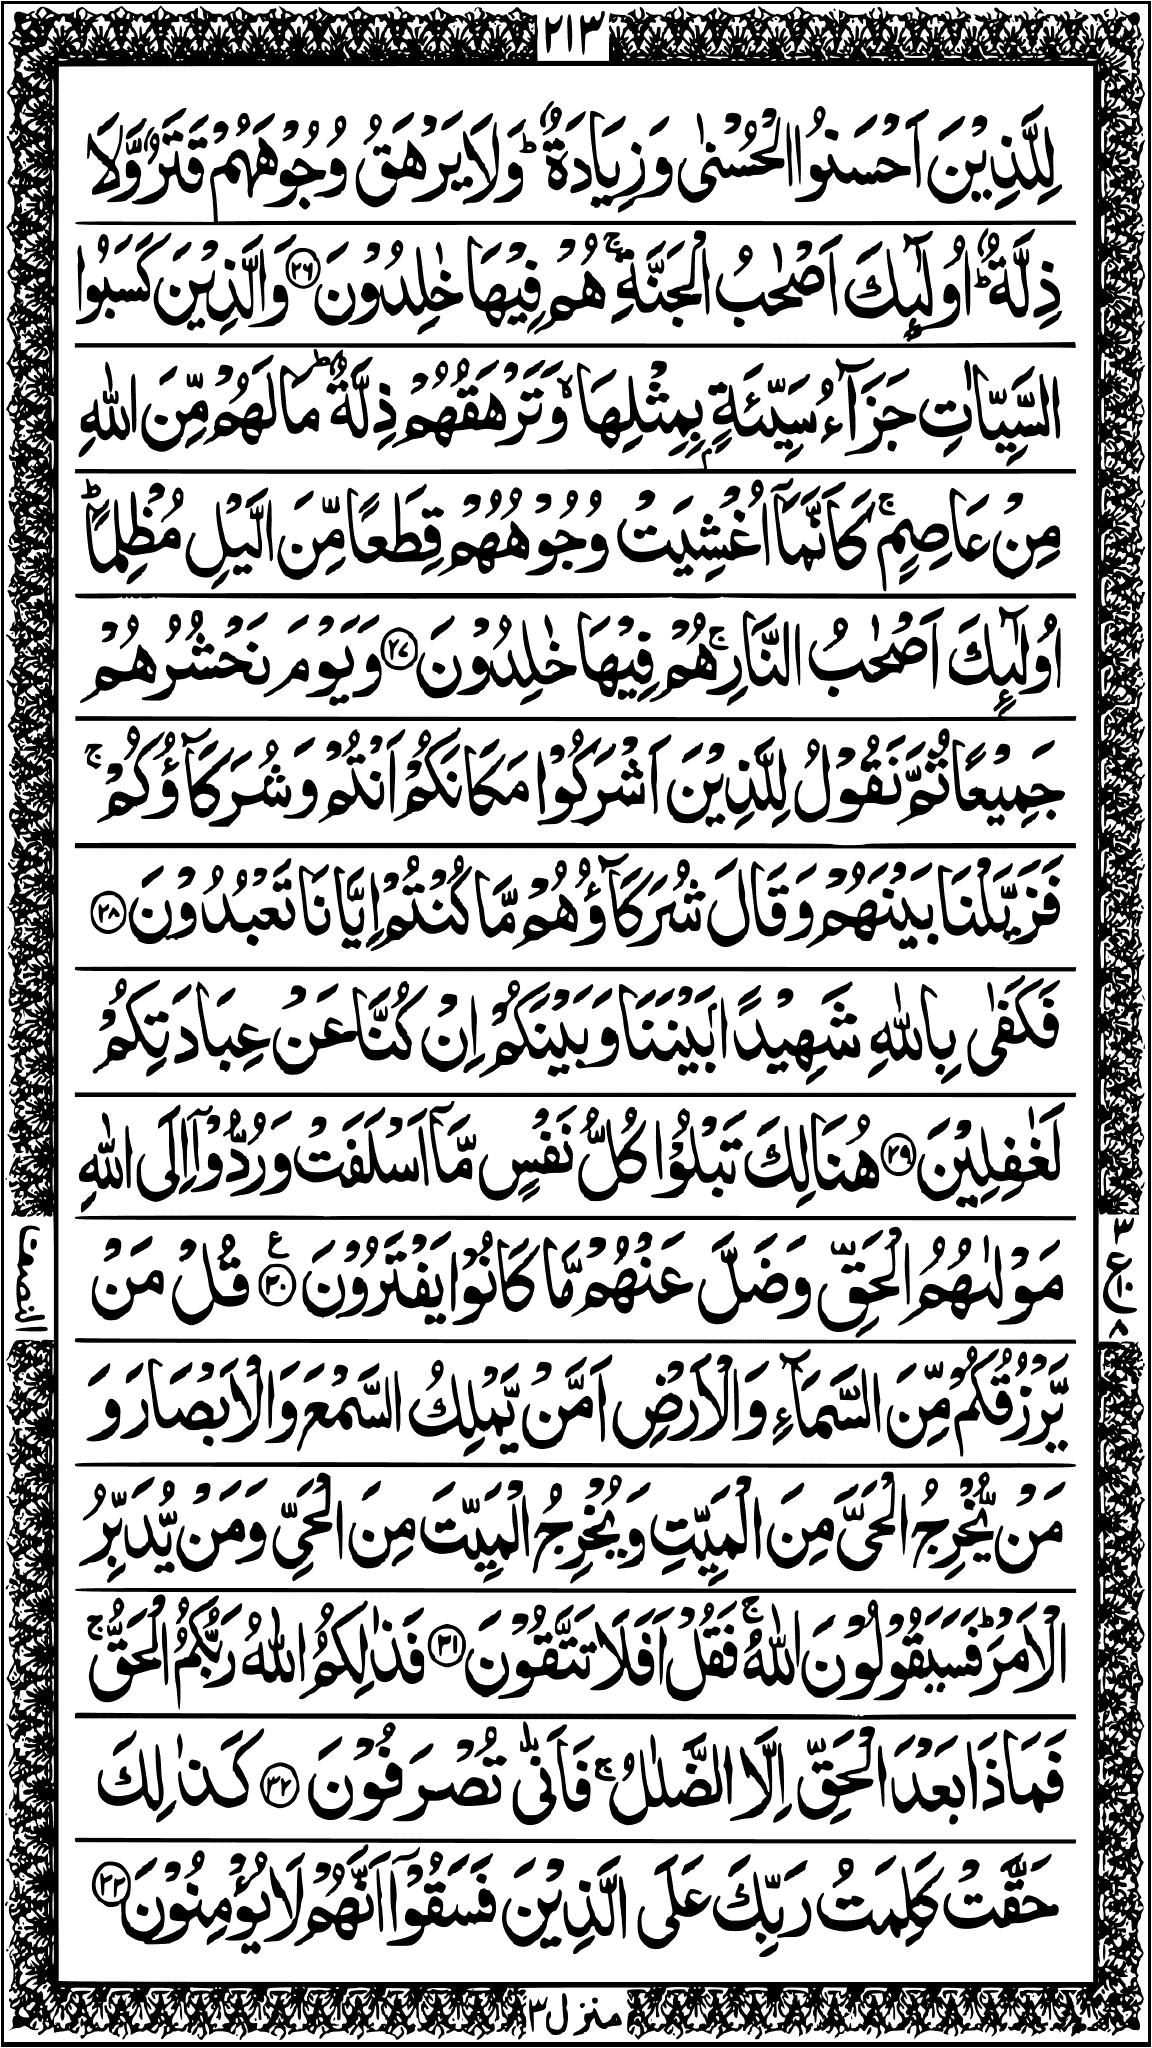 ٢١٣
لِلَّذِيْنَ اَحْسَنُوا الْحُسْنٰى وَزِيَادَةٌ ؕ وَلَا يَرْهَقُ وُجُوْهَهُمْ قَتَرٌ وَّلَا
ذِلَّةٌ ؕ اُولٰٓئِكَ اَصْحٰبُ الْجَنَّةِ ۚ هُمْ فِيْهَا خٰلِدُوْنَ ۝٢٦ وَالَّذِيْنَ كَسَبُوا
السَّيِّاٰتِ جَزَآءُ سَيِّئَةٍۭ بِمِثْلِهَا ۙ وَتَرْهَقُهُمْ ذِلَّةٌ ؕ مَا لَهُمْ مِّنَ اللّٰهِ
مِنْ عَاصِمٍ ۚ كَاَنَّمَاۤ اُغْشِيَتْ وُجُوْهُهُمْ قِطَعًا مِّنَ الَّيْلِ مُظْلِمًا ؕ
اُولٰٓئِكَ اَصْحٰبُ النَّارِ ۚ هُمْ فِيْهَا خٰلِدُوْنَ ۝٢٧ وَيَوْمَ نَحْشُرُهُمْ
جَمِيْعًا ثُمَّ نَقُوْلُ لِلَّذِيْنَ اَشْرَكُوْا مَكَانَكُمْ اَنْتُمْ وَشُرَكَآؤُكُمْ ۚ
فَزَيَّلْنَا بَيْنَهُمْ وَقَالَ شُرَكَآؤُهُمْ مَّا كُنْتُمْ اِيَّانَا تَعْبُدُوْنَ ۝٢٨
فَكَفٰى بِاللّٰهِ شَهِيْدًۢا بَيْنَنَا وَبَيْنَكُمْ اِنْ كُنَّا عَنْ عِبَادَتِكُمْ
لَغٰفِلِيْنَ ۝٢٩ هُنَالِكَ تَبْلُوْا كُلُّ نَفْسٍ مَّاۤ اَسْلَفَتْ وَرُدُّوْۤا اِلَى اللّٰهِ
مَوْلٰىهُمُ الْحَقِّ وَضَلَّ عَنْهُمْ مَّا كَانُوْا يَفْتَرُوْنَ ۝٣٠ ع قُلْ مَنْ
يَّرْزُقُكُمْ مِّنَ السَّمَآءِ وَالْاَرْضِ اَمَّنْ يَّمْلِكُ السَّمْعَ وَالْاَبْصَارَ وَ
مَنْ يُّخْرِجُ الْحَيَّ مِنَ الْمَيِّتِ وَيُخْرِجُ الْمَيِّتَ مِنَ الْحَيِّ وَمَنْ يُّدَبِّرُ
الْاَمْرَ ؕ فَسَيَقُوْلُوْنَ اللّٰهُ ۚ فَقُلْ اَفَلَا تَتَّقُوْنَ ۝٣١ فَذٰلِكُمُ اللّٰهُ رَبُّكُمُ الْحَقُّ ۚ
فَمَاذَا بَعْدَ الْحَقِّ اِلَّا الضَّلٰلُ ۚ فَاَنّٰى تُصْرَفُوْنَ ۝٣٢ كَذٰلِكَ
حَقَّتْ كَلِمَتُ رَبِّكَ عَلَى الَّذِيْنَ فَسَقُوْۤا اَنَّهُمْ لَا يُؤْمِنُوْنَ ۝٣٣
٣
ع
١٠
٨
النصف
منزل ٣